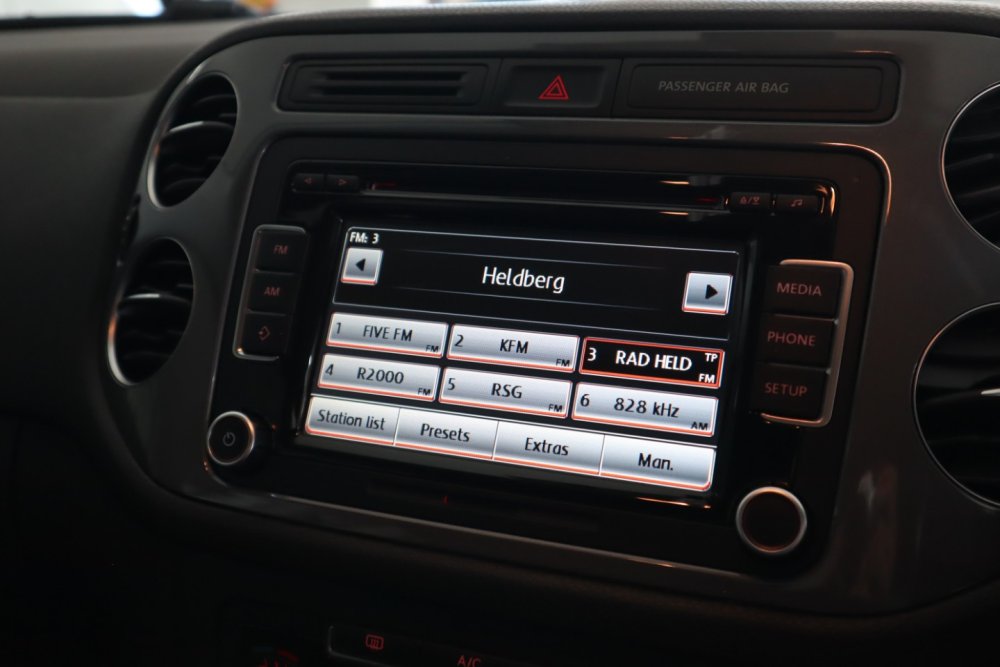 PASSENGER AIR BAG
FM
AM
FM: 3
Heldberg
1 FIVE FM FM
2 KFM FM
3 RAD HELD TP FM
4 R2000 FM
5 RSG FM
6 828 kHz AM
Station list
Presets
Extras
Man.
MEDIA
PHONE
SETUP
A/C